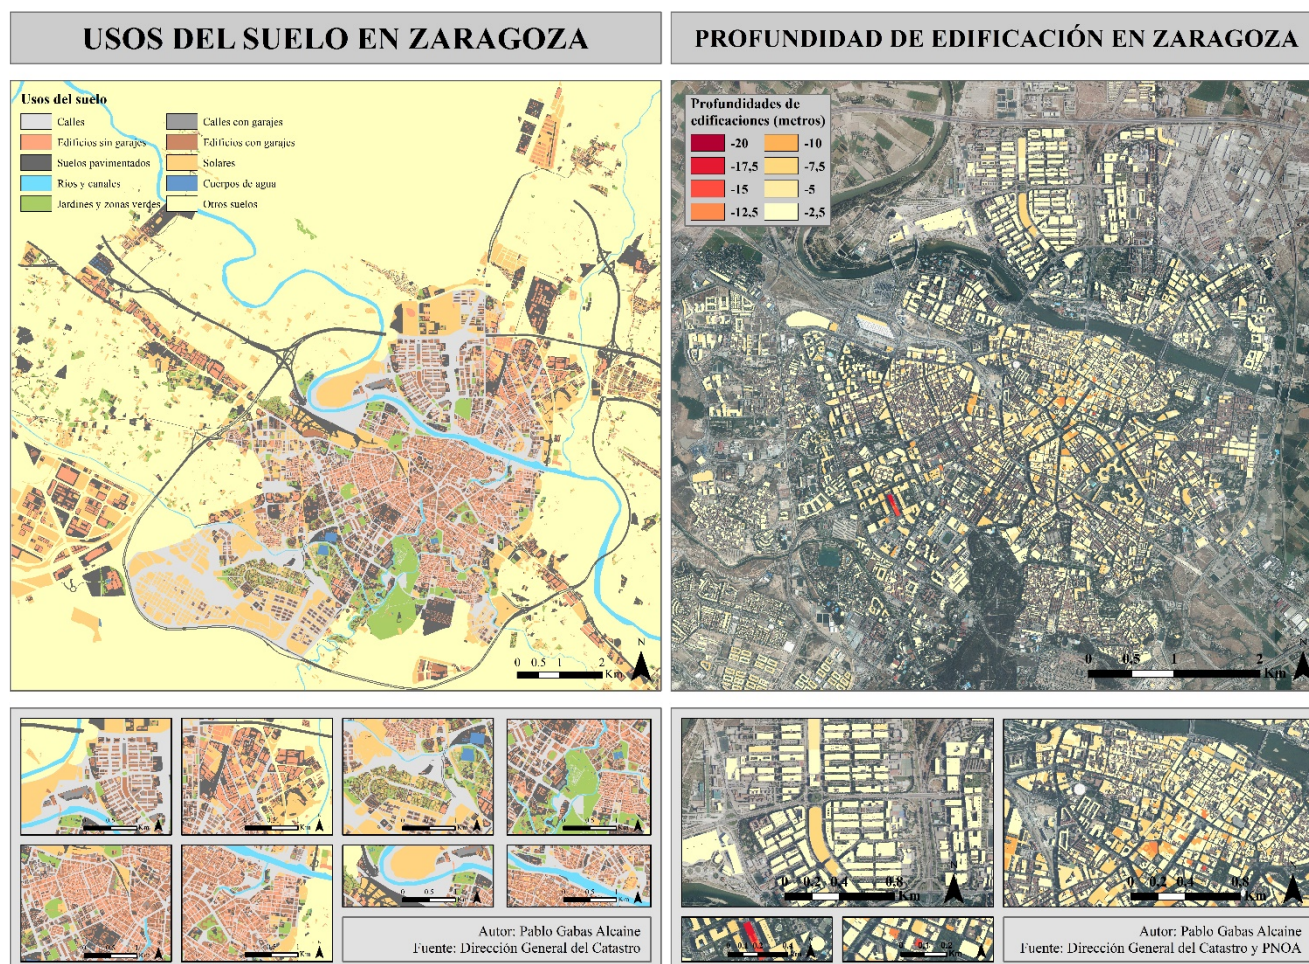 USOS DEL SUELO EN ZARAGOZA
Usos del suelo
Calles
Calles con garajes
Edificios sin garajes
Edificios con garajes
Suelos pavimentados
Solares
Ríos y canales
Cuerpos de agua
Jardines y zonas verdes
Otros suelos
N
0 0.5 1 2
Km
Autor: Pablo Gabas Alcaine
Fuente: Dirección General del Catastro
PROFUNDIDAD DE EDIFICACIÓN EN ZARAGOZA
Profundidades de
edificaciones (metros)
-20
-10
-17,5
-7,5
-15
-5
-12,5
-2,5
N
0 0.5 1 2
Km
N
0 0.2 0.4 0.8
Km
0 0.2 0.4 0.8
Km
Autor: Pablo Gabas Alcaine
Fuente: Dirección General del Catastro y PNOA